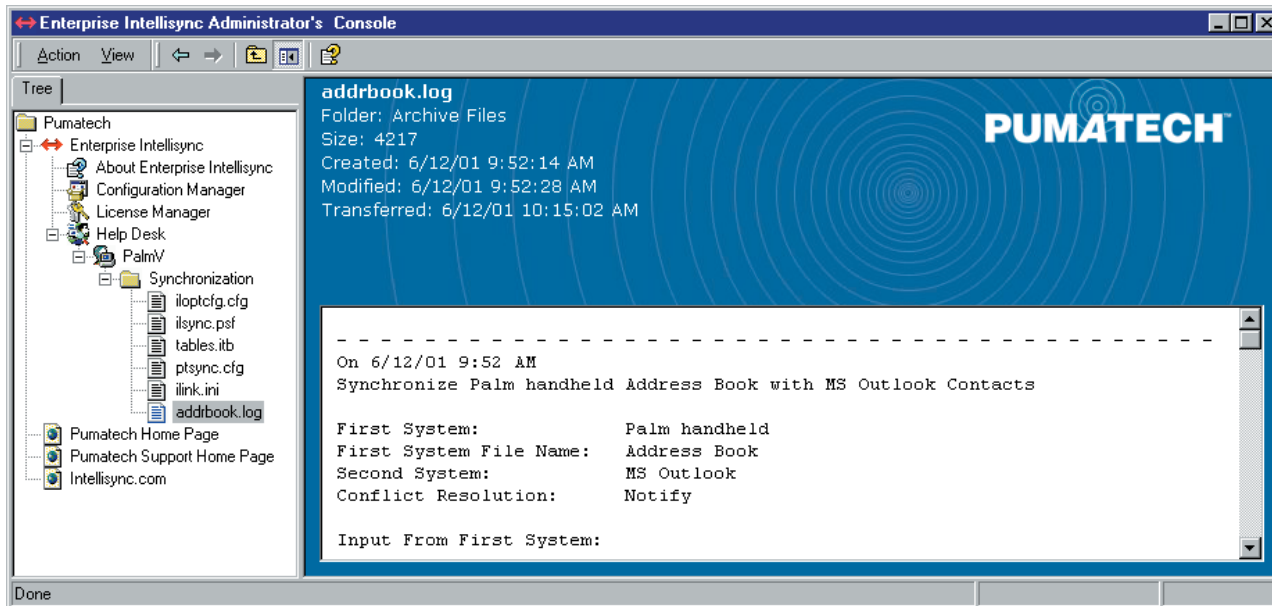 Enterprise Intellisync Administrator's Console
Action View
Tree
Pumatech
Enterprise Intellisync
About Enterprise Intellisync
Configuration Manager
License Manager
Help Desk
PalmV
Synchronization
iloptcfg.cfg
ilsync.psf
tables.itb
ptsync.cfg
ilink.ini
addrbook.log
Pumatech Home Page
Pumatech Support Home Page
Intellisync.com
addrbook.log
Folder: Archive Files
Size: 4217
Created: 6/12/01 9:52:14 AM
Modified: 6/12/01 9:52:28 AM
Transferred: 6/12/01 10:15:02 AM
PUMATECH
- - - - - - - - - - - - - - - - - - - - - - - - - - - - - - - - - - - - - - - -
On 6/12/01 9:52 AM
Synchronize Palm handheld Address Book with MS Outlook Contacts
First System: Palm handheld
First System File Name: Address Book
Second System: MS Outlook
Conflict Resolution: Notify
Input From First System:
Done